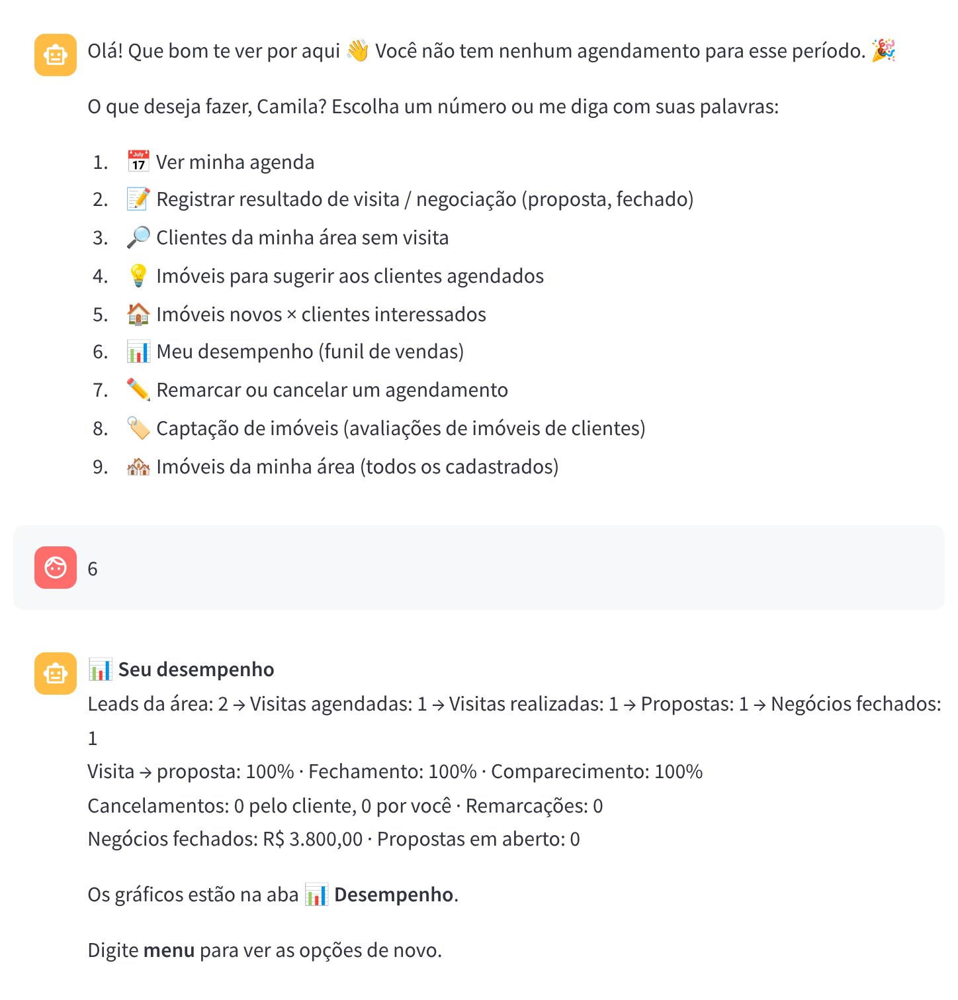 Olá! Que bom te ver por aqui 👋 Você não tem nenhum agendamento para esse período. 🎉
O que deseja fazer, Camila? Escolha um número ou me diga com suas palavras:
1. 📅 Ver minha agenda
2. 📝 Registrar resultado de visita / negociação (proposta, fechado)
3. 🔎 Clientes da minha área sem visita
4. 💡 Imóveis para sugerir aos clientes agendados
5. 🏠 Imóveis novos × clientes interessados
6. 📊 Meu desempenho (funil de vendas)
7. ✏️ Remarcar ou cancelar um agendamento
8. 🏷️ Captação de imóveis (avaliações de imóveis de clientes)
9. 🏘️ Imóveis da minha área (todos os cadastrados)
6
📊 Seu desempenho
Leads da área: 2 → Visitas agendadas: 1 → Visitas realizadas: 1 → Propostas: 1 → Negócios fechados:
1
Visita → proposta: 100% · Fechamento: 100% · Comparecimento: 100%
Cancelamentos: 0 pelo cliente, 0 por você · Remarcações: 0
Negócios fechados: R$ 3.800,00 · Propostas em aberto: 0
Os gráficos estão na aba 📊 Desempenho.
Digite menu para ver as opções de novo.